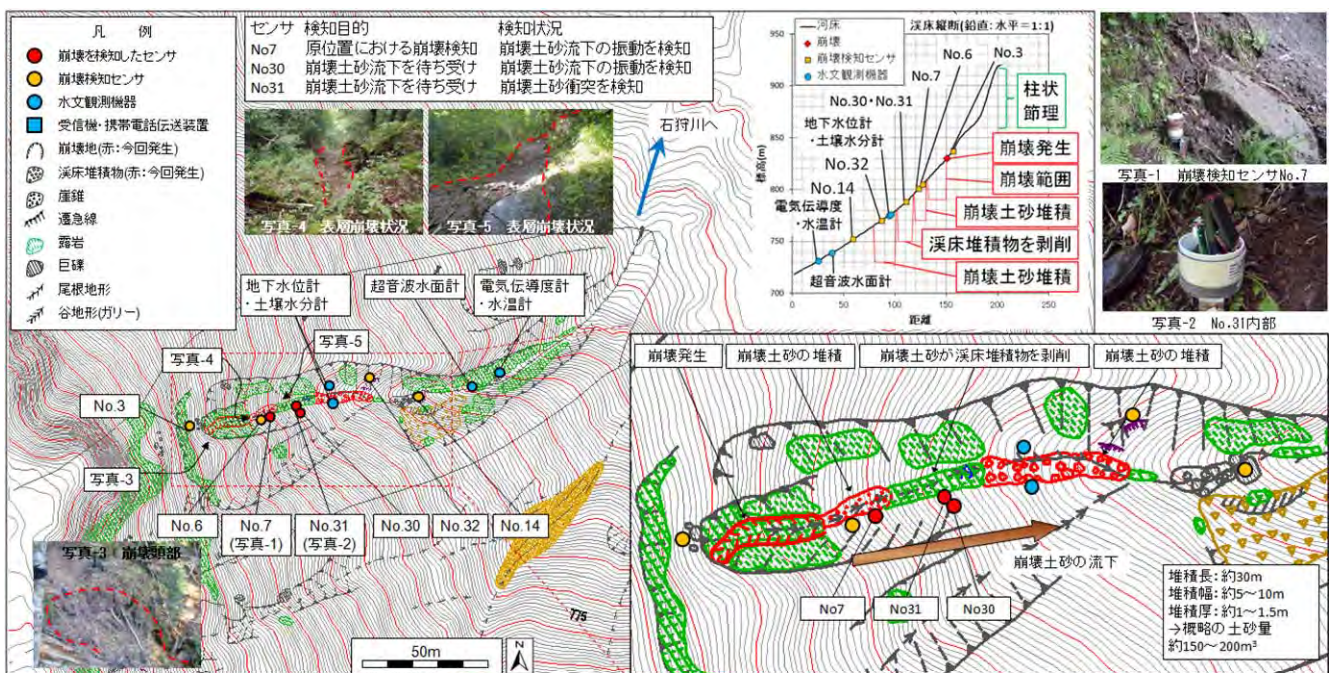 凡 例
崩壊を検知したセンサ
崩壊検知センサ
水文観測機器
受信機・携帯電話伝送装置
崩壊地(赤:今回発生)
渓床堆積物(赤:今回発生)
崖錐
遷急線
露岩
巨礫
尾根地形
谷地形(ガリー)
センサ 検知目的 検知状況
No7 原位置における崩壊検知 崩壊土砂流下の振動を検知
No30 崩壊土砂流下を待ち受け 崩壊土砂流下の振動を検知
No31 崩壊土砂流下を待ち受け 崩壊土砂衝突を検知
写真-4 表層崩壊状況
写真-5 表層崩壊状況
石狩川へ
渓床縦断(鉛直:水平=1:1)
河床
崩壊
崩壊検知センサ
水文観測機器
950
900
850
800
750
700
標高(m)
0
50
100
150
200
250
距離
No.3
No.6
No.7
No.30・No.31
地下水位計
・土壌水分計
No.32
No.14
電気伝導度
・水温計
超音波水面計
柱状
節理
崩壊発生
崩壊範囲
崩壊土砂堆積
渓床堆積物を剥削
崩壊土砂堆積
写真-1 崩壊検知センサNo.7
写真-2 No.31内部
地下水位計
・土壌水分計
超音波水面計
電気伝導度計
・水温計
写真-5
写真-4
No.3
写真-3
No.6
No.7
(写真-1)
No.31
(写真-2)
No.30
No.32
No.14
写真-3 崩壊頭部
775
50m
N
崩壊発生
崩壊土砂の堆積
崩壊土砂が渓床堆積物を剥削
崩壊土砂の堆積
崩壊土砂の流下
No7
No31
No30
堆積長:約30m
堆積幅:約5~10m
堆積厚:約1~1.5m
→概略の土砂量
約150~200m³